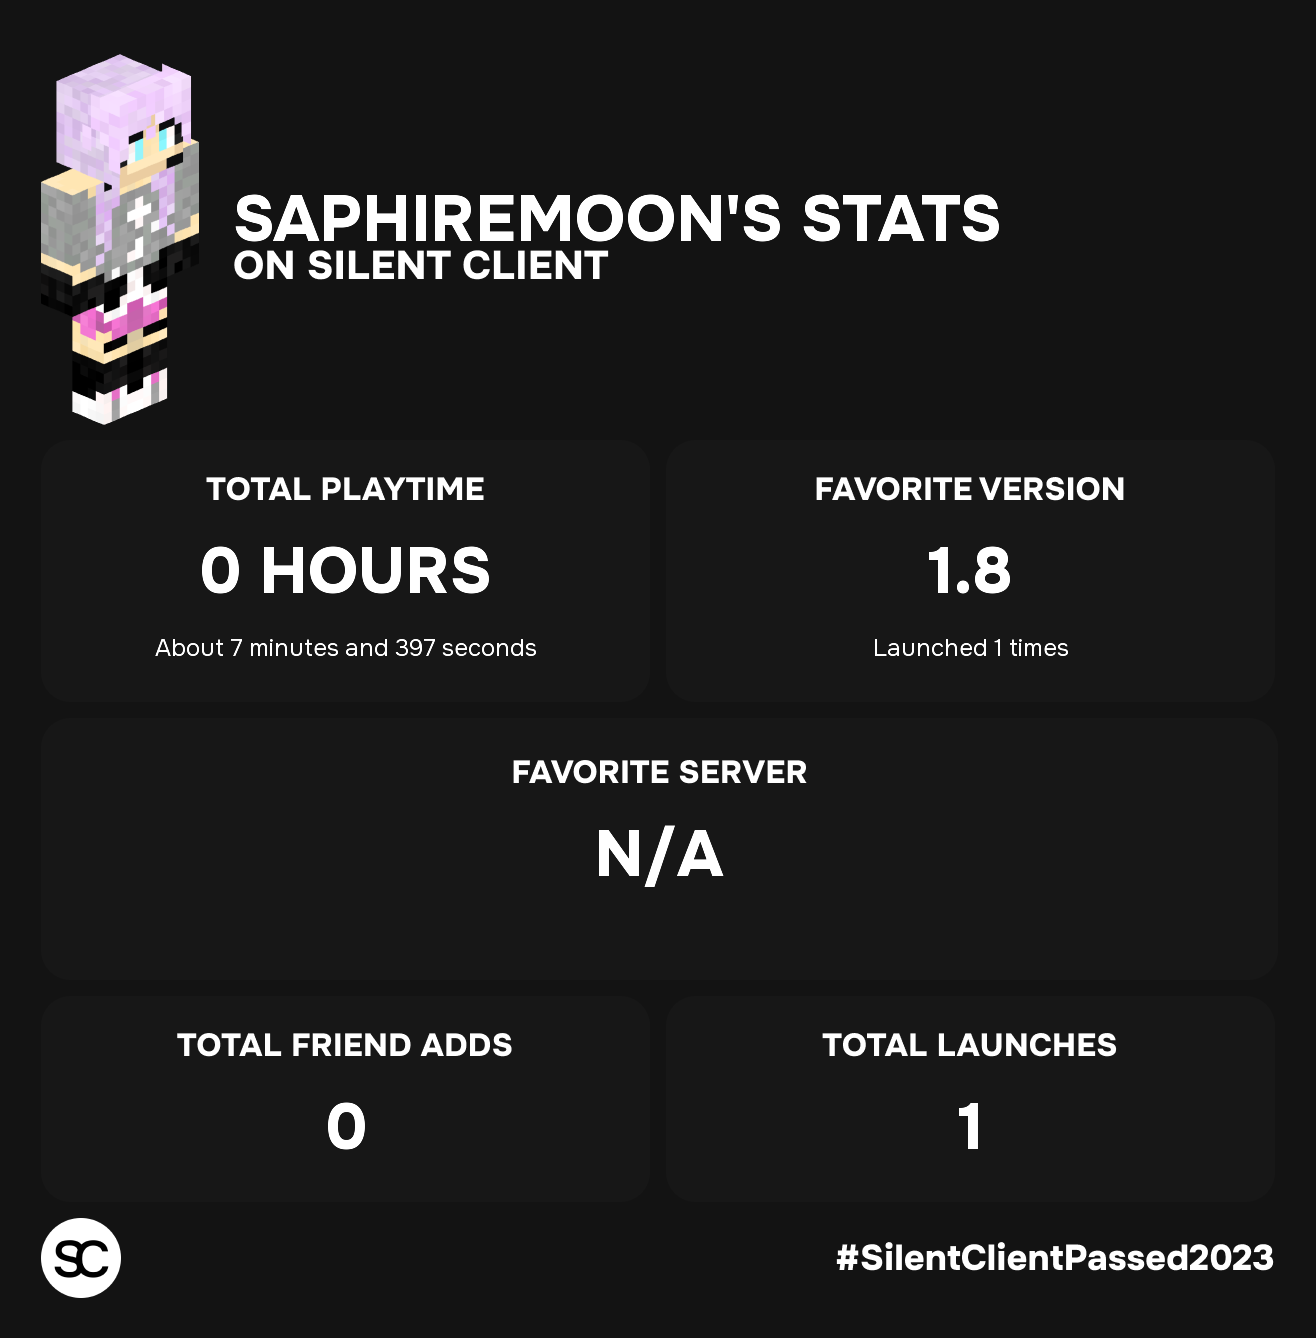 SAPHIREMOON'S STATS
ON SILENT CLIENT
TOTAL PLAYTIME
0 HOURS
About 7 minutes and 397 seconds
FAVORITE VERSION
1.8
Launched 1 times
FAVORITE SERVER
N/A
TOTAL FRIEND ADDS
0
TOTAL LAUNCHES
1
SC
#SilentClientPassed2023